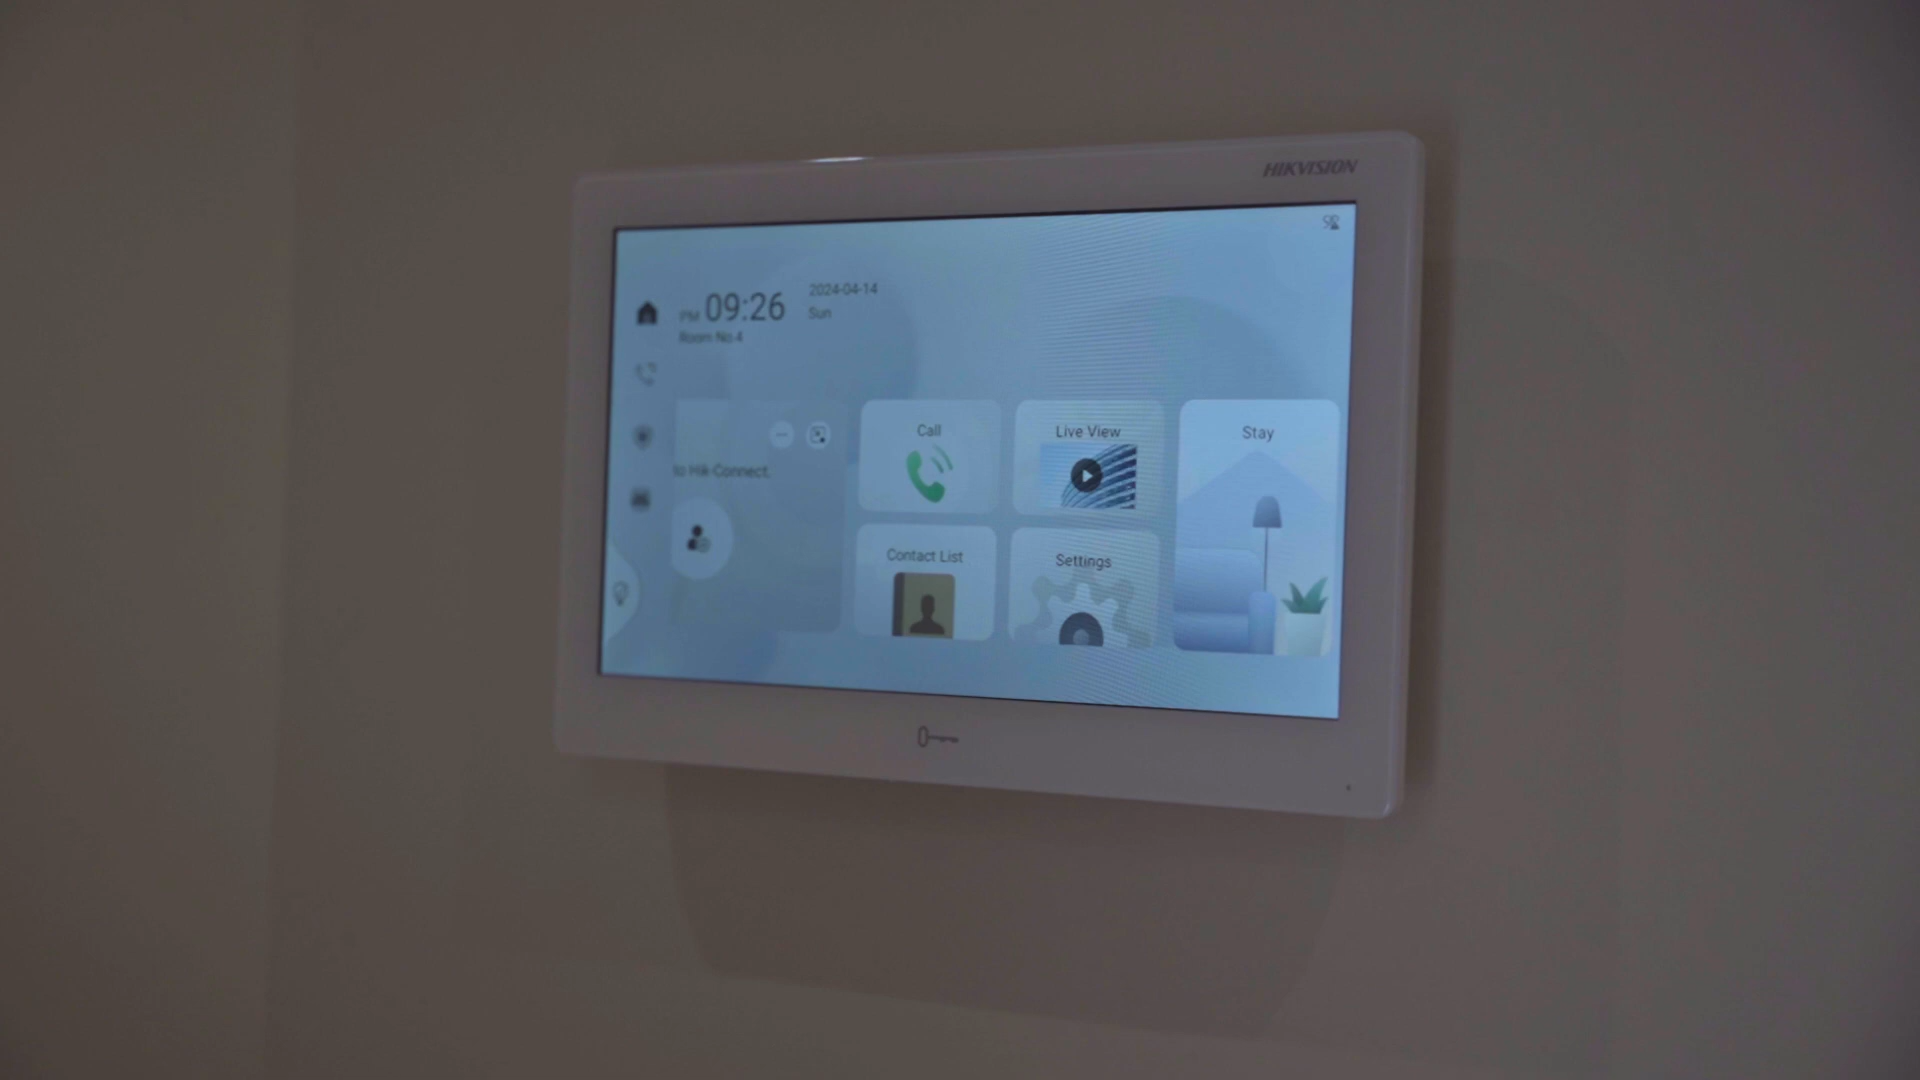 HIKVISION
PM 09:26
2024-04-14
Sun
Room No.4
to Hik-Connect.
Call
Live View
Stay
Contact List
Settings